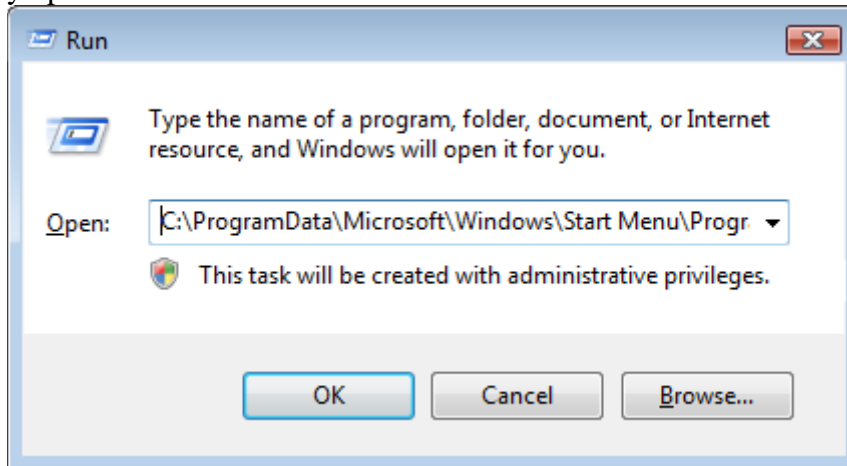 Run
Type the name of a program, folder, document, or Internet
resource, and Windows will open it for you.
Open: C:\ProgramData\Microsoft\Windows\Start Menu\Progr
This task will be created with administrative privileges.
OK Cancel Browse...